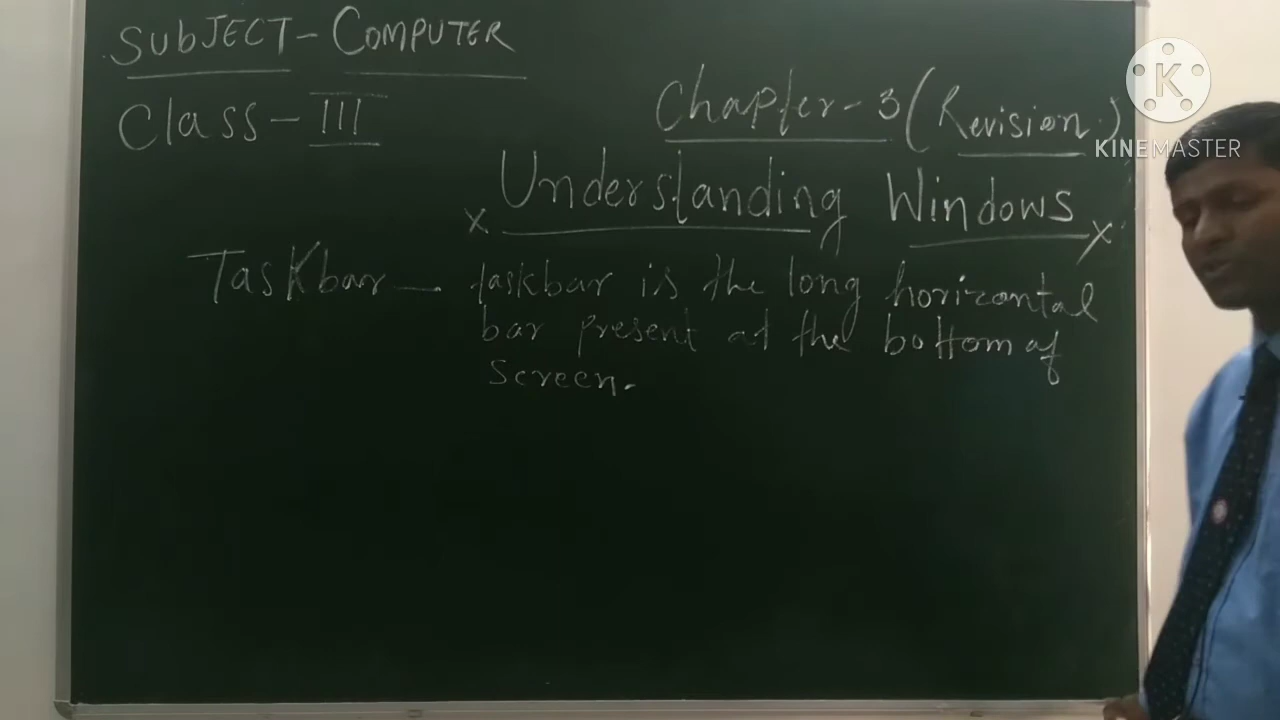 SUBJECT - COMPUTER
Class - III
Chapter - 3 (Revision)
Understanding Windows
Taskbar - taskbar is the long horizontal
bar present at the bottom of
screen.
K
KINEMASTER